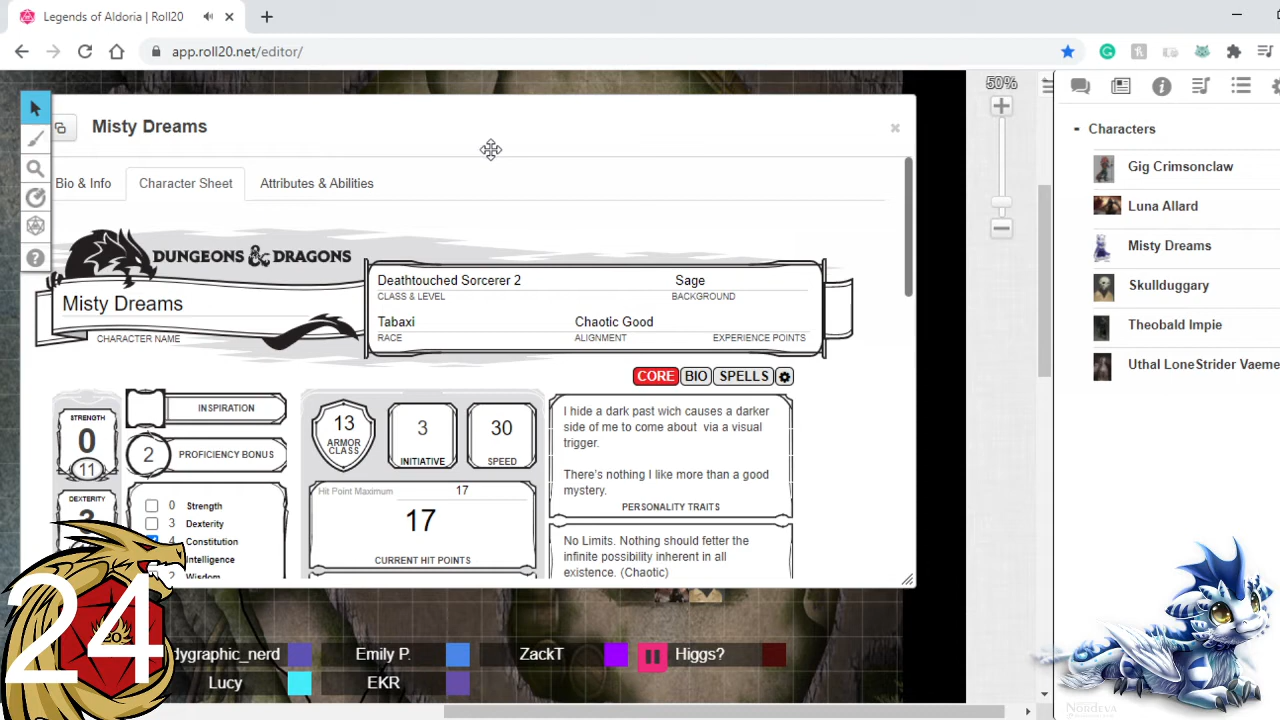 Legends of Aldoria | Roll20
app.roll20.net/editor/
Misty Dreams
50%
Characters
Bio & Info
Character Sheet
Attributes & Abilities
Gig Crimsonclaw
Luna Allard
Misty Dreams
Skullduggary
Theobald Impie
Uthal LoneStrider Vaeme
DUNGEONS & DRAGONS
Misty Dreams
CHARACTER NAME
Deathtouched Sorcerer 2
CLASS & LEVEL
Sage
BACKGROUND
Tabaxi
RACE
Chaotic Good
ALIGNMENT
EXPERIENCE POINTS
CORE
BIO
SPELLS
STRENGTH
0
11
DEXTERITY
INSPIRATION
2
PROFICIENCY BONUS
0 Strength
3 Dexterity
4 Constitution
Intelligence
2 Wisdom
13
ARMOR
CLASS
3
INITIATIVE
30
SPEED
Hit Point Maximum 17
17
CURRENT HIT POINTS
I hide a dark past wich causes a darker
side of me to come about via a visual
trigger.
There's nothing I like more than a good
mystery.
PERSONALITY TRAITS
No Limits. Nothing should fetter the
infinite possibility inherent in all
existence. (Chaotic)
24
20
dygraphic_nerd
Emily P.
ZackT
Higgs?
Lucy
EKR
NORDEVA